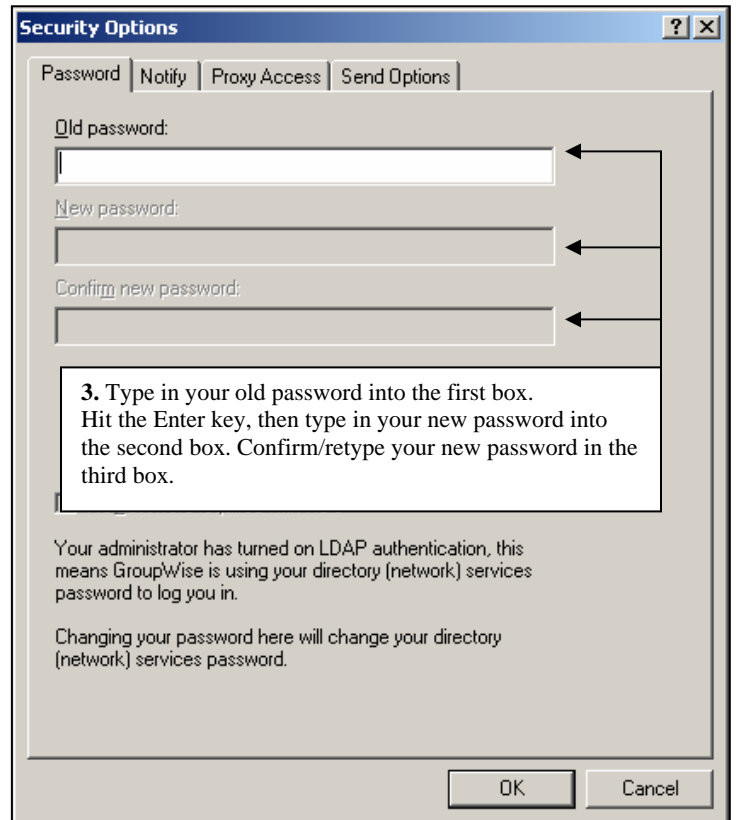 Security Options
? X
Password Notify Proxy Access Send Options
Old password:
New password:
Confirm new password:
3. Type in your old password into the first box.
Hit the Enter key, then type in your new password into
the second box. Confirm/retype your new password in the
third box.
Your administrator has turned on LDAP authentication, this
means GroupWise is using your directory (network) services
password to log you in.
Changing your password here will change your directory
(network) services password.
OK Cancel